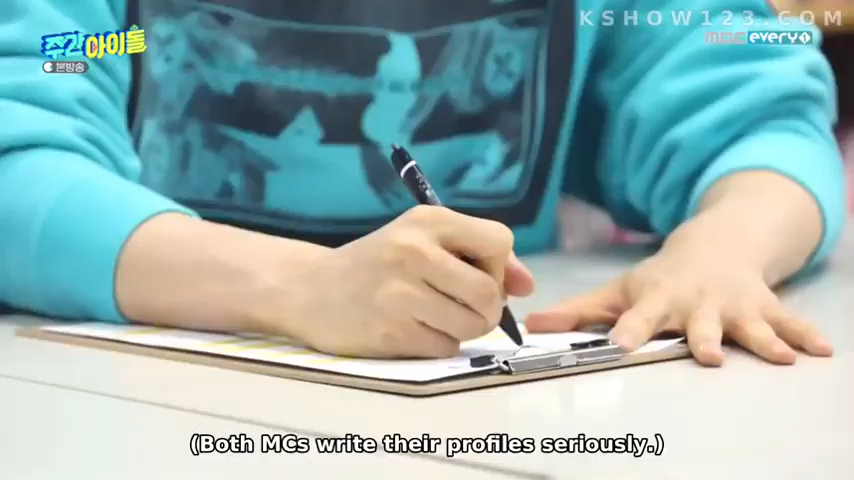 KSHOW123.COM
주간아이돌
본방송
MBC every1
(Both MCs write their profiles seriously.)